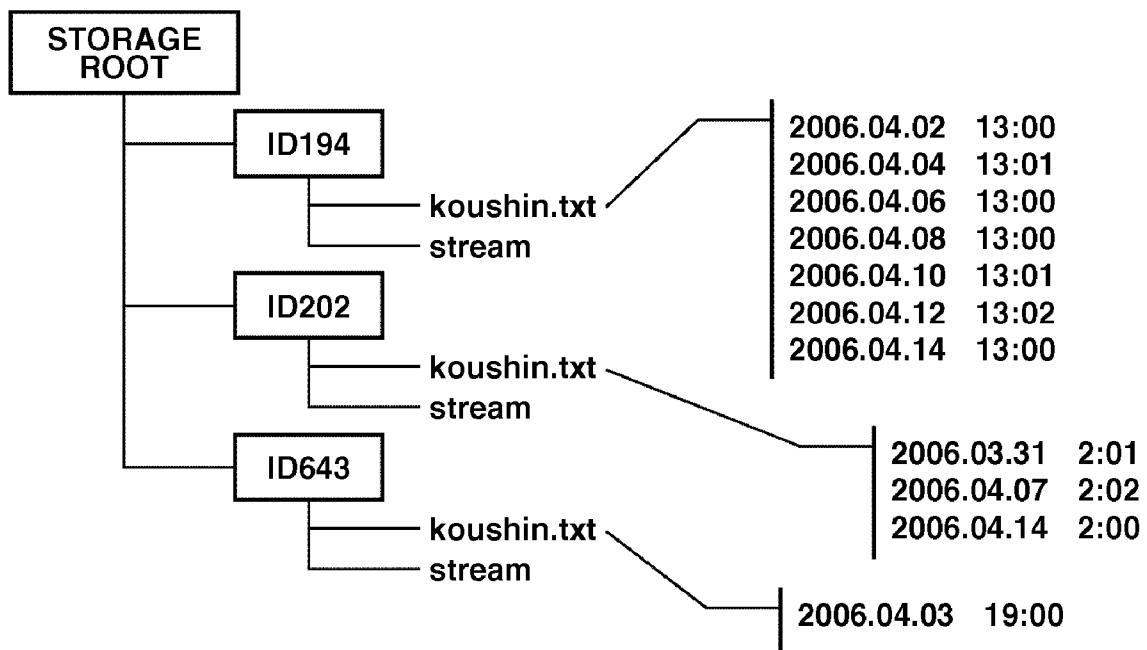 STORAGE
ROOT
ID194
koushin.txt
stream
2006.04.02 13:00
2006.04.04 13:01
2006.04.06 13:00
2006.04.08 13:00
2006.04.10 13:01
2006.04.12 13:02
2006.04.14 13:00
ID202
koushin.txt
stream
2006.03.31 2:01
2006.04.07 2:02
2006.04.14 2:00
ID643
koushin.txt
stream
2006.04.03 19:00